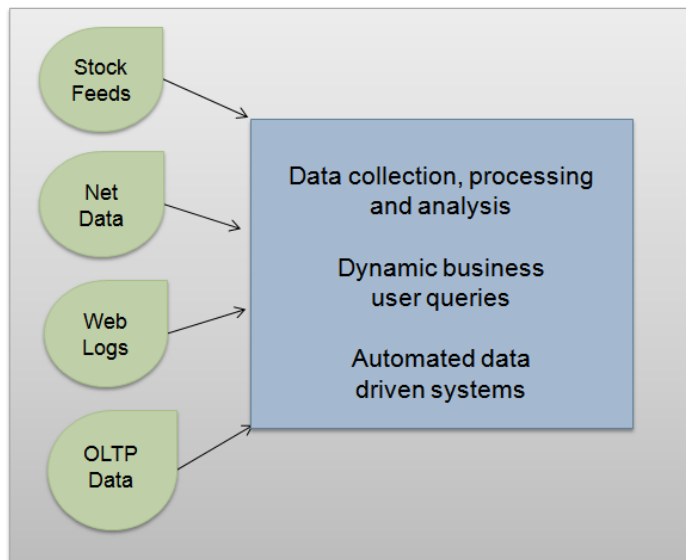 Stock
Feeds
Net
Data
Web
Logs
OLTP
Data
Data collection, processing
and analysis
Dynamic business
user queries
Automated data
driven systems